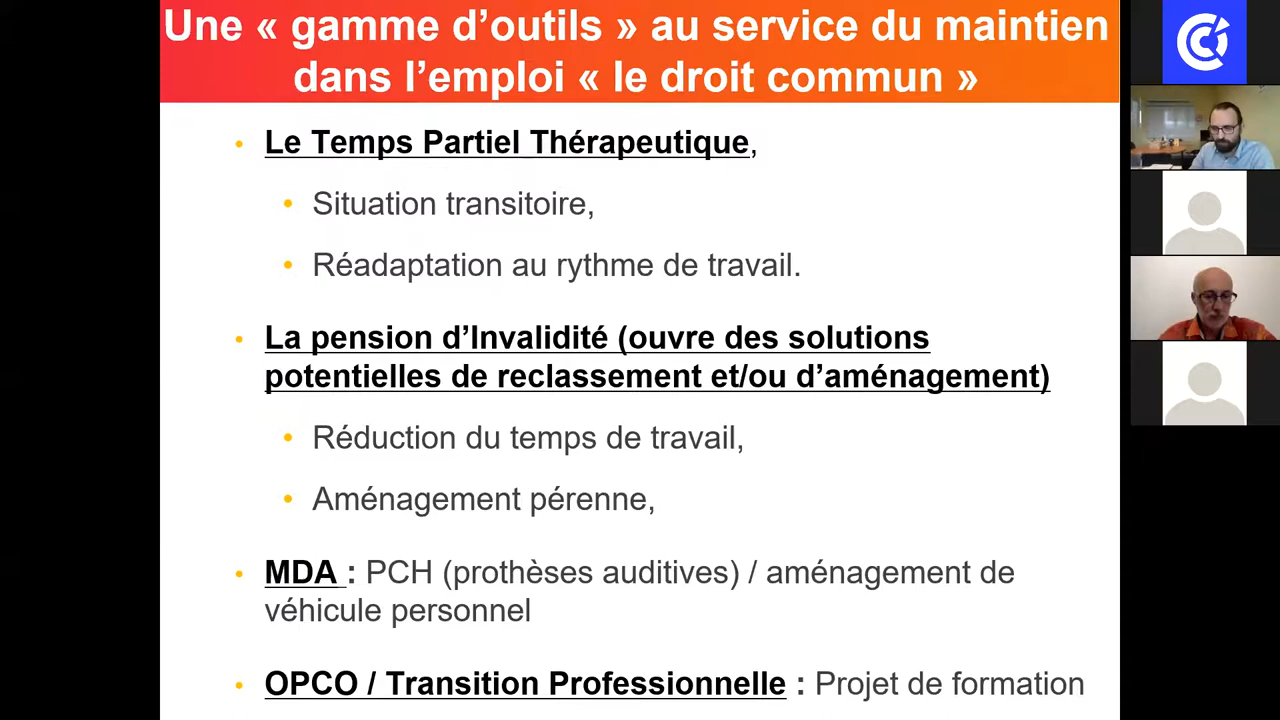 Une « gamme d’outils » au service du maintien
dans l’emploi « le droit commun »
• Le Temps Partiel Thérapeutique,
• Situation transitoire,
• Réadaptation au rythme de travail.
• La pension d’Invalidité (ouvre des solutions
potentielles de reclassement et/ou d’aménagement)
• Réduction du temps de travail,
• Aménagement pérenne,
• MDA : PCH (prothèses auditives) / aménagement de
véhicule personnel
• OPCO / Transition Professionnelle : Projet de formation